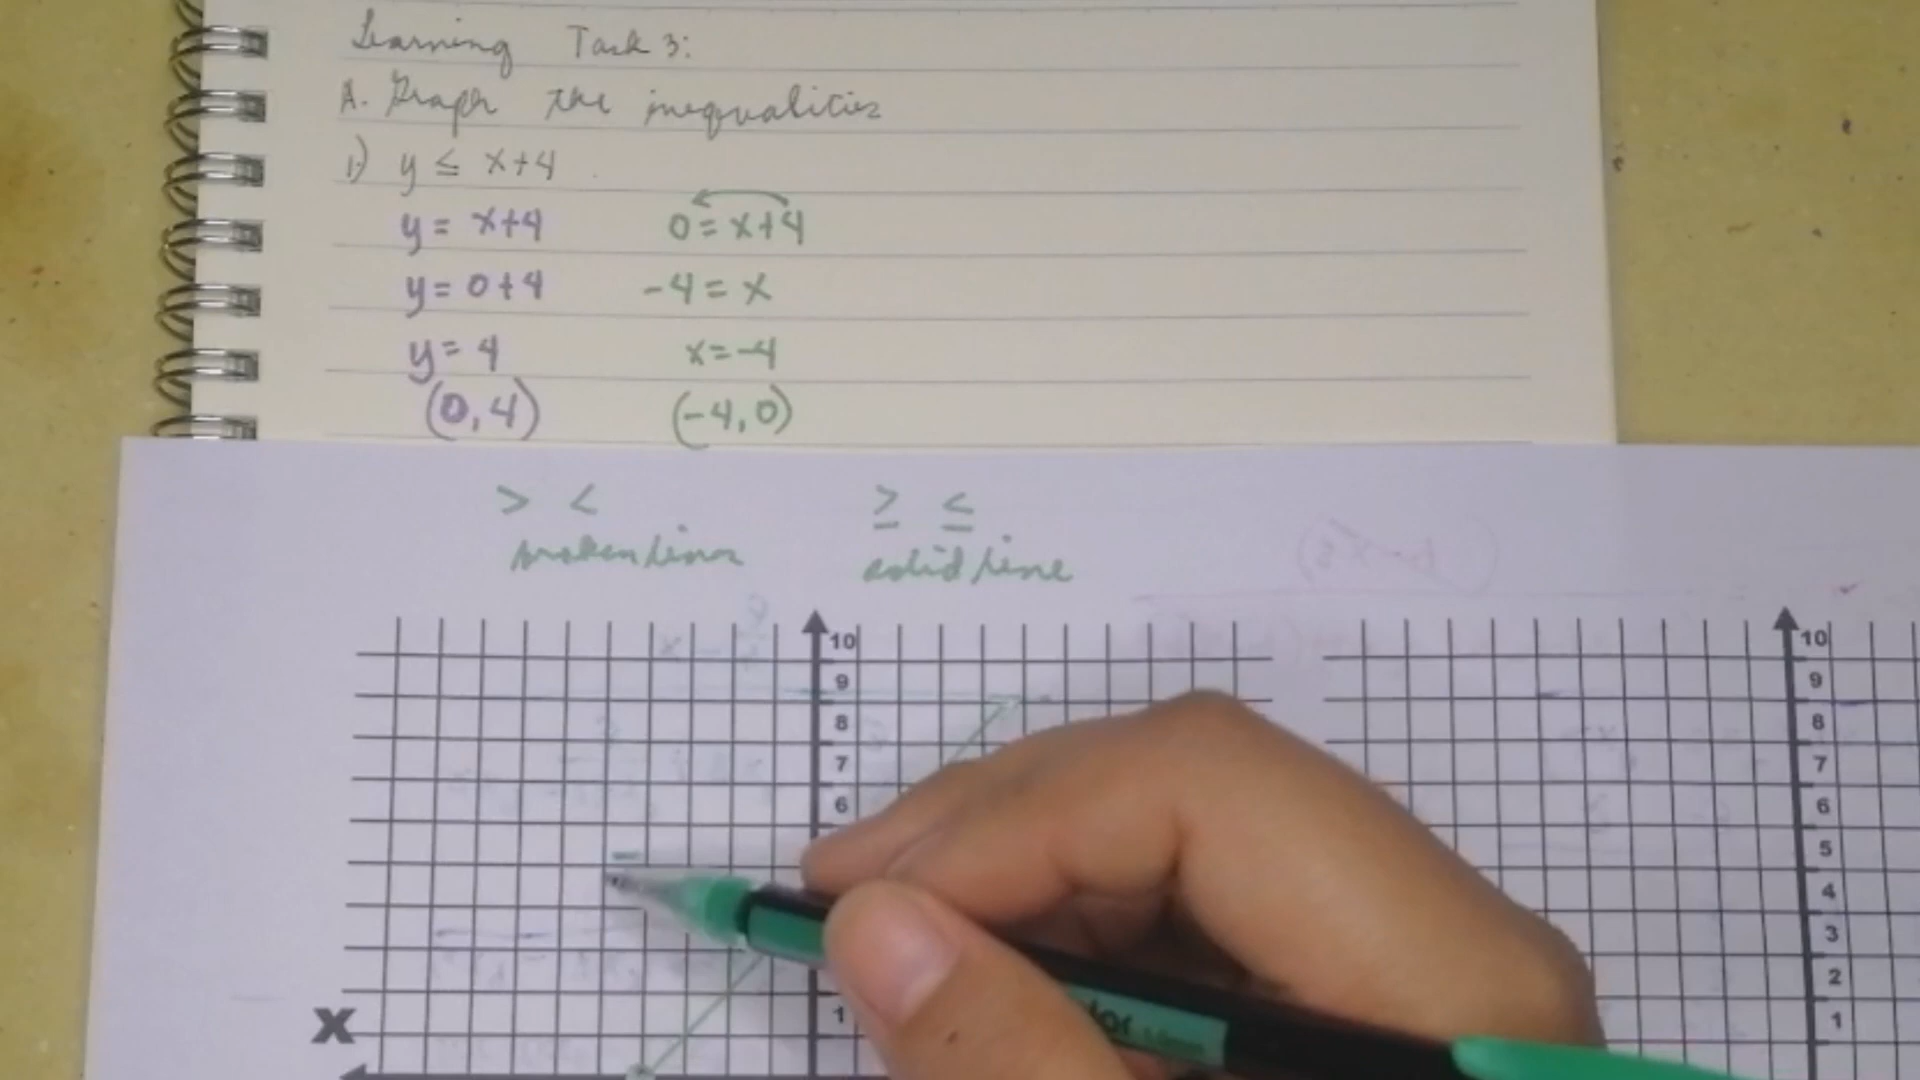 Learning Task 3:
A. Graph the inequalities
1.) y ≤ x+4
y = x+4 0 = x+4
y = 0+4 -4 = x
y = 4 x = -4
(0,4) (-4,0)
> < ≥ ≤
broken line solid line
10 10
9 9
8 8
7 7
6 6
5
4
3
2
1 1
X